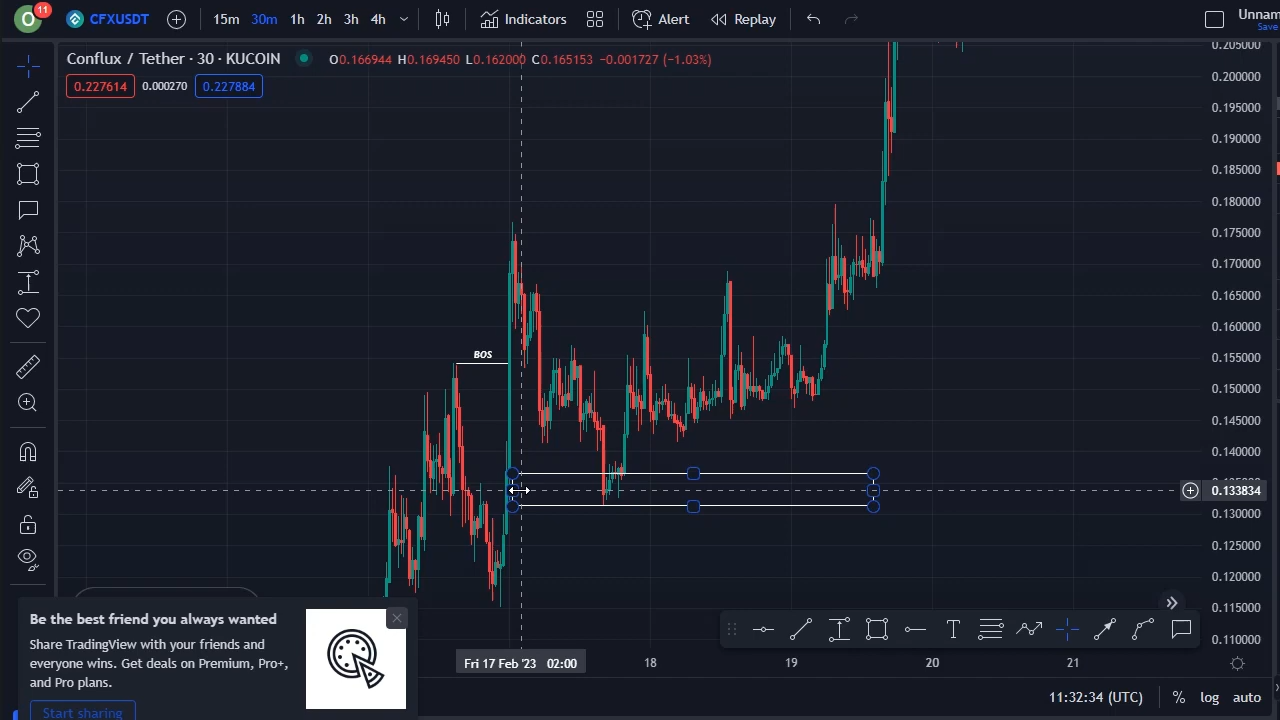 O 11 CFXUSDT 15m 30m 1h 2h 3h 4h Indicators Alert Replay Unnam
Save
Conflux / Tether · 30 · KUCOIN O0.166944 H0.169450 L0.162000 C0.165153 −0.001727 (−1.03%)
0.227614 0.000270 0.227884
0.205000
0.200000
0.195000
0.190000
0.185000
0.180000
0.175000
0.170000
0.165000
0.160000
BOS
0.155000
0.150000
0.145000
0.140000
0.133834
0.130000
0.125000
0.120000
0.115000
0.110000
Be the best friend you always wanted
Share TradingView with your friends and
everyone wins. Get deals on Premium, Pro+,
and Pro plans.
Start sharing
T
Fri 17 Feb '23 02:00 18 19 20 21
11:32:34 (UTC) % log auto